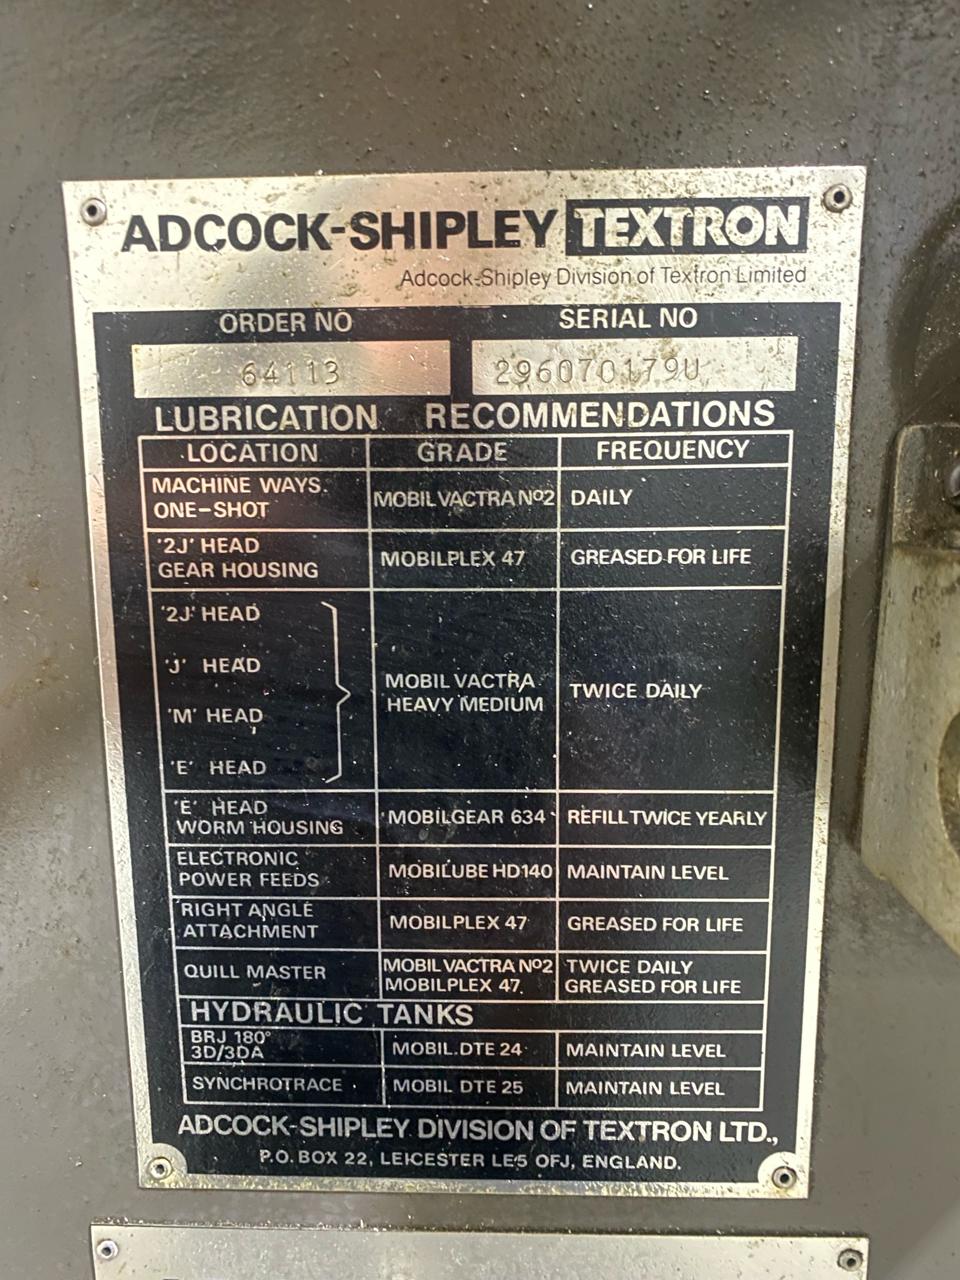 ADCOCK-SHIPLEY TEXTRON
Adcock-Shipley Division of Textron Limited
ORDER NO SERIAL NO
64113 296070179U
LUBRICATION RECOMMENDATIONS
LOCATION GRADE FREQUENCY
MACHINE WAYS
ONE-SHOT
MOBIL VACTRA Nº2 DAILY
'2J' HEAD
GEAR HOUSING
MOBILPLEX 47 GREASED FOR LIFE
'2J' HEAD
'J' HEAD
'M' HEAD
'E' HEAD
MOBIL VACTRA
HEAVY MEDIUM
TWICE DAILY
'E' HEAD
WORM HOUSING
MOBILGEAR 634 REFILL TWICE YEARLY
ELECTRONIC
POWER FEEDS
MOBILUBE HD140 MAINTAIN LEVEL
RIGHT ANGLE
ATTACHMENT
MOBILPLEX 47 GREASED FOR LIFE
QUILL MASTER
MOBIL VACTRA Nº2 TWICE DAILY
MOBILPLEX 47 GREASED FOR LIFE
HYDRAULIC TANKS
BRJ 180°
3D/3DA
MOBIL DTE 24 MAINTAIN LEVEL
SYNCHROTRACE MOBIL DTE 25 MAINTAIN LEVEL
ADCOCK-SHIPLEY DIVISION OF TEXTRON LTD.,
P.O. BOX 22, LEICESTER LE5 OFJ, ENGLAND.